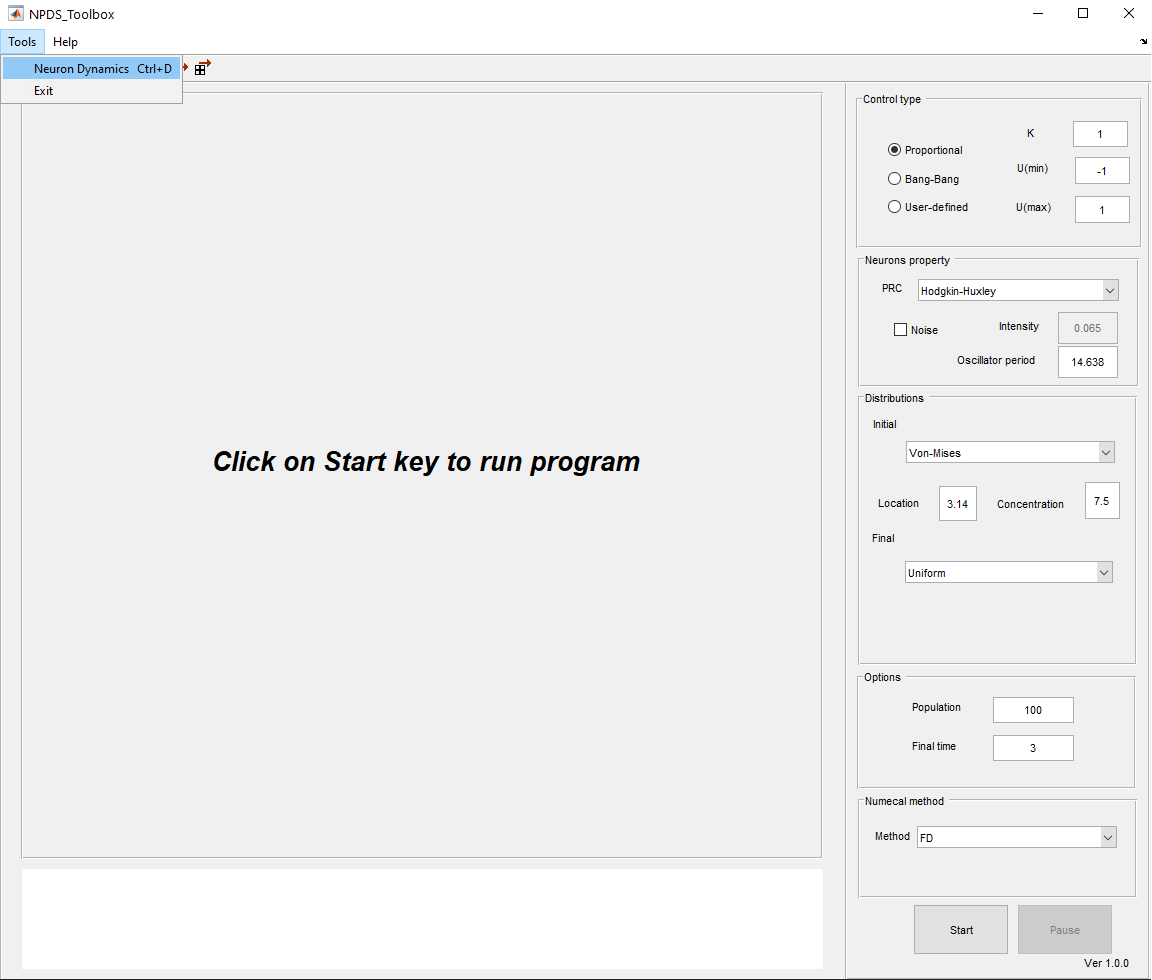 NPDS_Toolbox
Tools Help
Neuron Dynamics Ctrl+D
Exit
Click on Start key to run program
Control type
Proportional
Bang-Bang
User-defined
K 1
U(min) -1
U(max) 1
Neurons property
PRC Hodgkin-Huxley
Noise Intensity 0.065
Oscillator period 14.638
Distributions
Initial
Von-Mises
Location 3.14 Concentration 7.5
Final
Uniform
Options
Population 100
Final time 3
Numecal method
Method FD
Start Pause
Ver 1.0.0